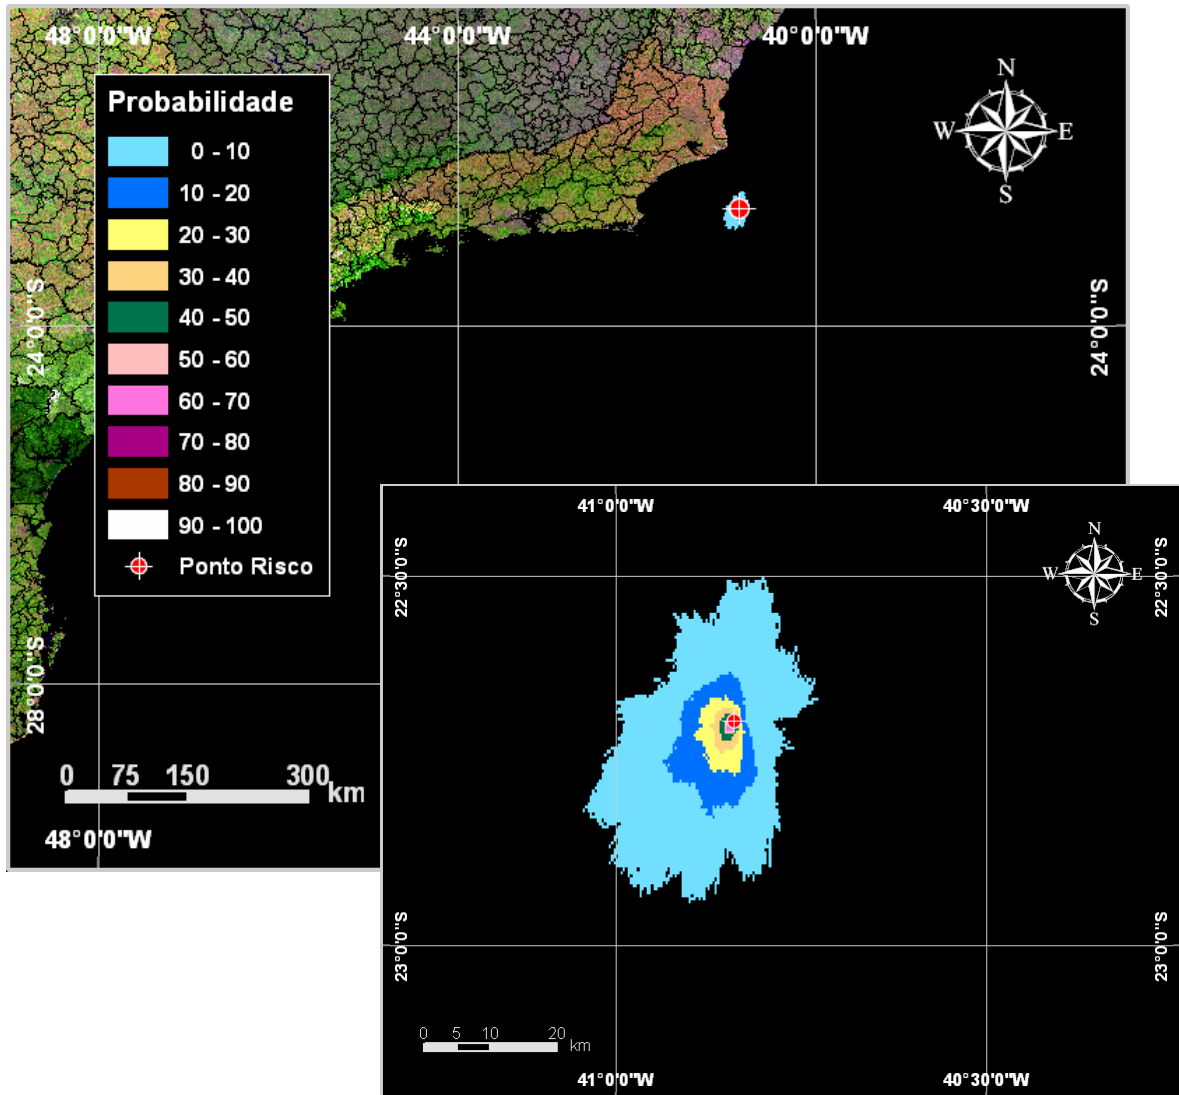 48°0'0"W 44°0'0"W 40°0'0"W
N
W E
S
Probabilidade
0 - 10
10 - 20
20 - 30
30 - 40
40 - 50
50 - 60
60 - 70
70 - 80
80 - 90
90 - 100
Ponto Risco
24°0'0"S
24°0'0"S
28°0'0"S
0 75 150 300
km
48°0'0"W
41°0'0"W 40°30'0"W
N
W E
S
22°30'0"S
22°30'0"S
23°0'0"S
23°0'0"S
0 5 10 20
km
41°0'0"W 40°30'0"W